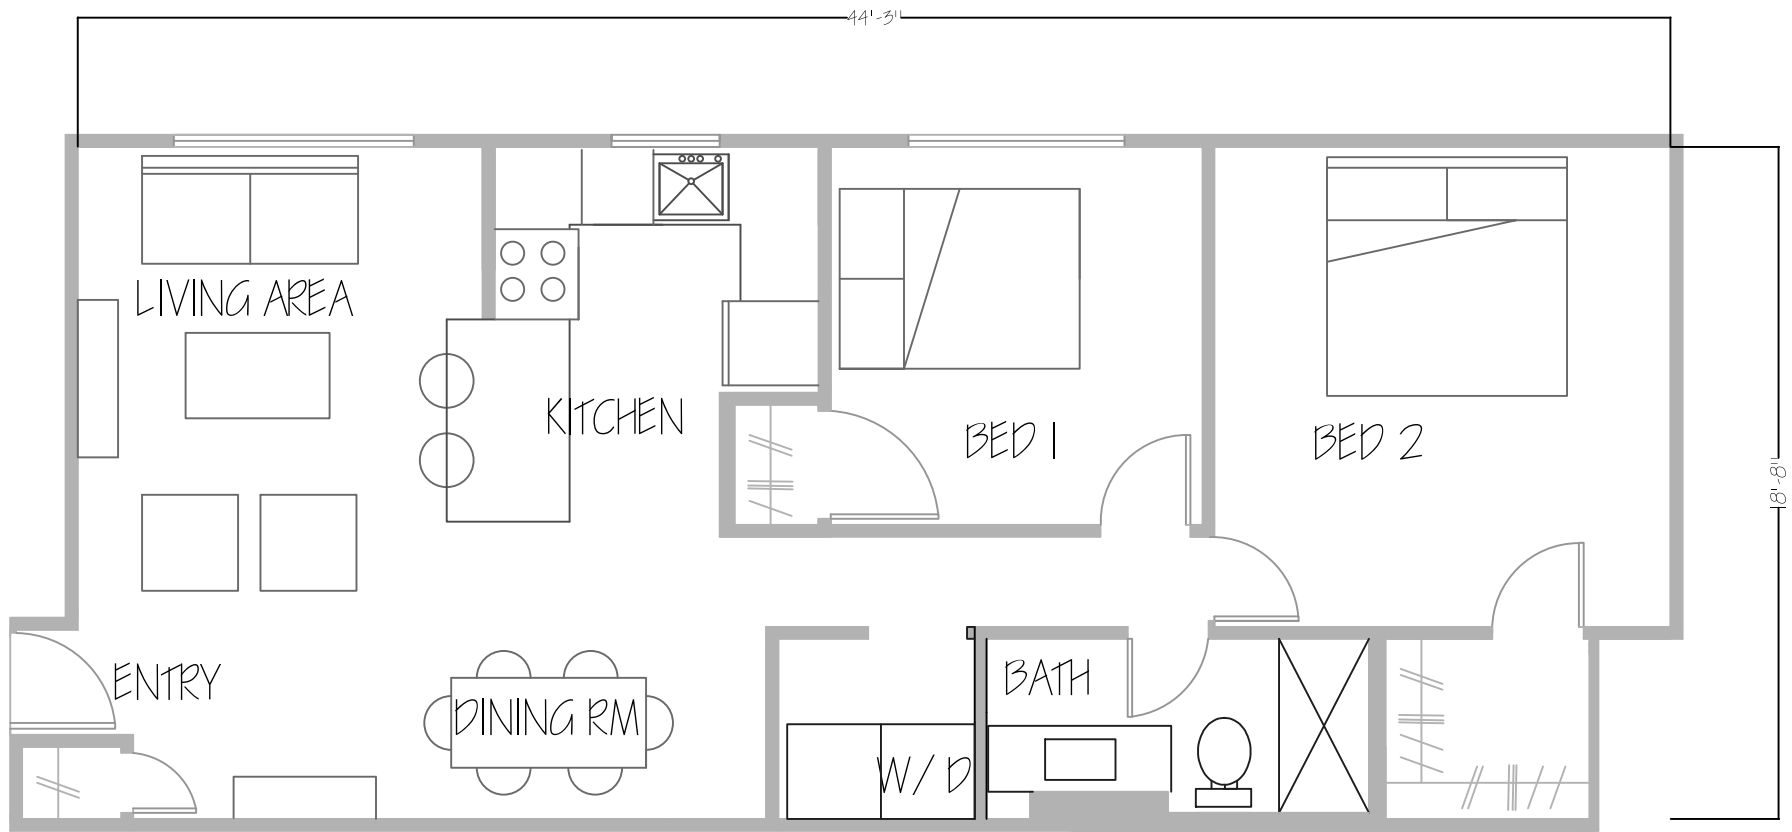 44'-3"
LIVING AREA
KITCHEN
BED 1
BED 2
18'-8"
ENTRY
DINING RM
BATH
W/D